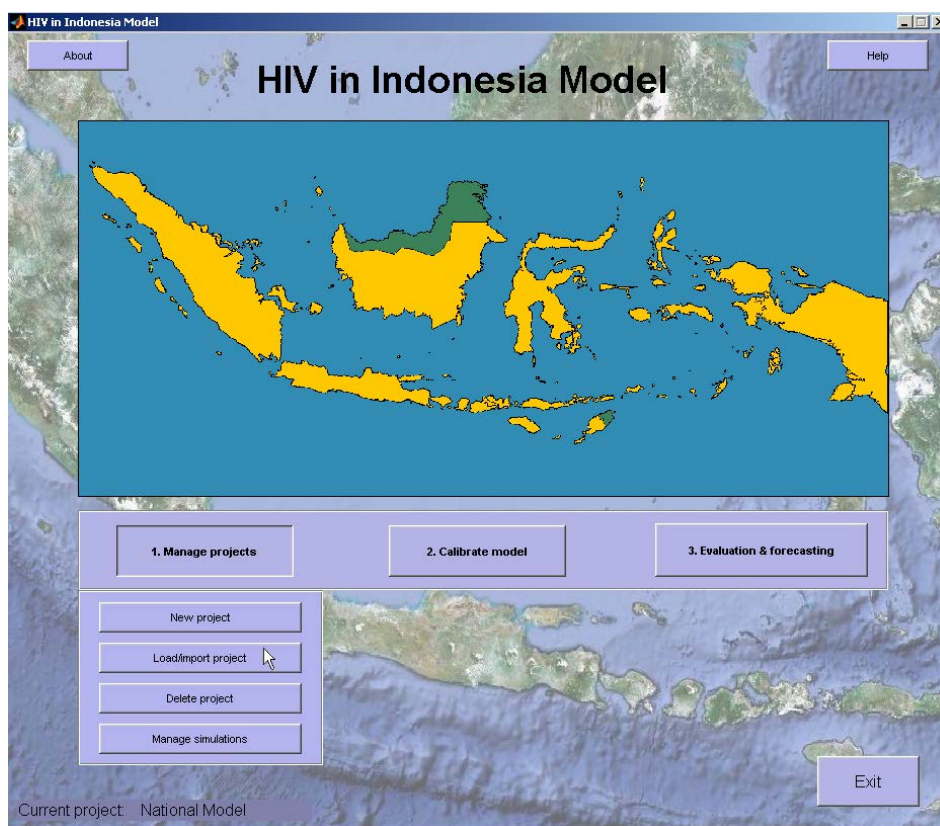 HIV in Indonesia Model
About
Help
HIV in Indonesia Model
1. Manage projects
2. Calibrate model
3. Evaluation & forecasting
New project
Load/import project
Delete project
Manage simulations
Exit
Current project: National Model